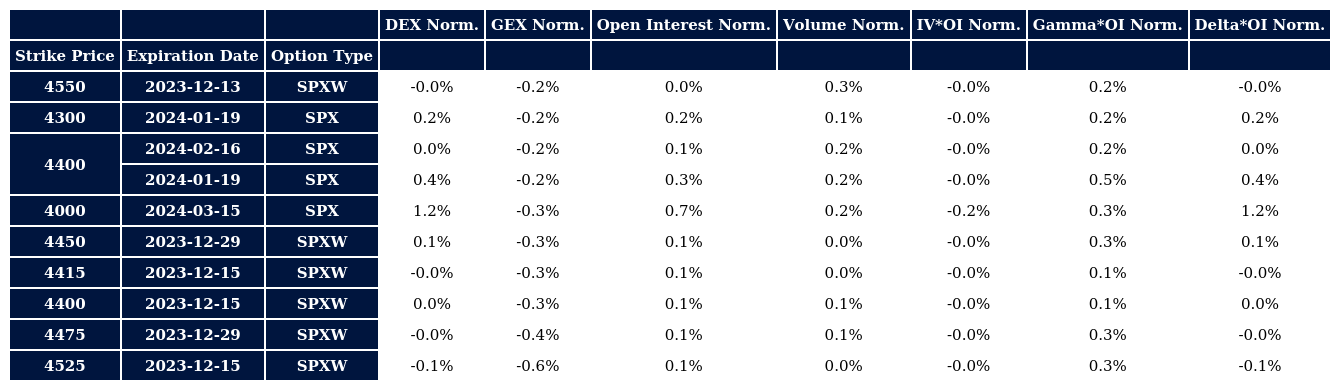 DEX Norm. GEX Norm. Open Interest Norm. Volume Norm. IV*OI Norm. Gamma*OI Norm. Delta*OI Norm.
Strike Price Expiration Date Option Type
4550 2023-12-13 SPXW -0.0% -0.2% 0.0% 0.3% -0.0% 0.2% -0.0%
4300 2024-01-19 SPX 0.2% -0.2% 0.2% 0.1% -0.0% 0.2% 0.2%
4400 2024-02-16 SPX 0.0% -0.2% 0.1% 0.2% -0.0% 0.2% 0.0%
2024-01-19 SPX 0.4% -0.2% 0.3% 0.2% -0.0% 0.5% 0.4%
4000 2024-03-15 SPX 1.2% -0.3% 0.7% 0.2% -0.2% 0.3% 1.2%
4450 2023-12-29 SPXW 0.1% -0.3% 0.1% 0.0% -0.0% 0.3% 0.1%
4415 2023-12-15 SPXW -0.0% -0.3% 0.1% 0.0% -0.0% 0.1% -0.0%
4400 2023-12-15 SPXW 0.0% -0.3% 0.1% 0.1% -0.0% 0.1% 0.0%
4475 2023-12-29 SPXW -0.0% -0.4% 0.1% 0.1% -0.0% 0.3% -0.0%
4525 2023-12-15 SPXW -0.1% -0.6% 0.1% 0.0% -0.0% 0.3% -0.1%